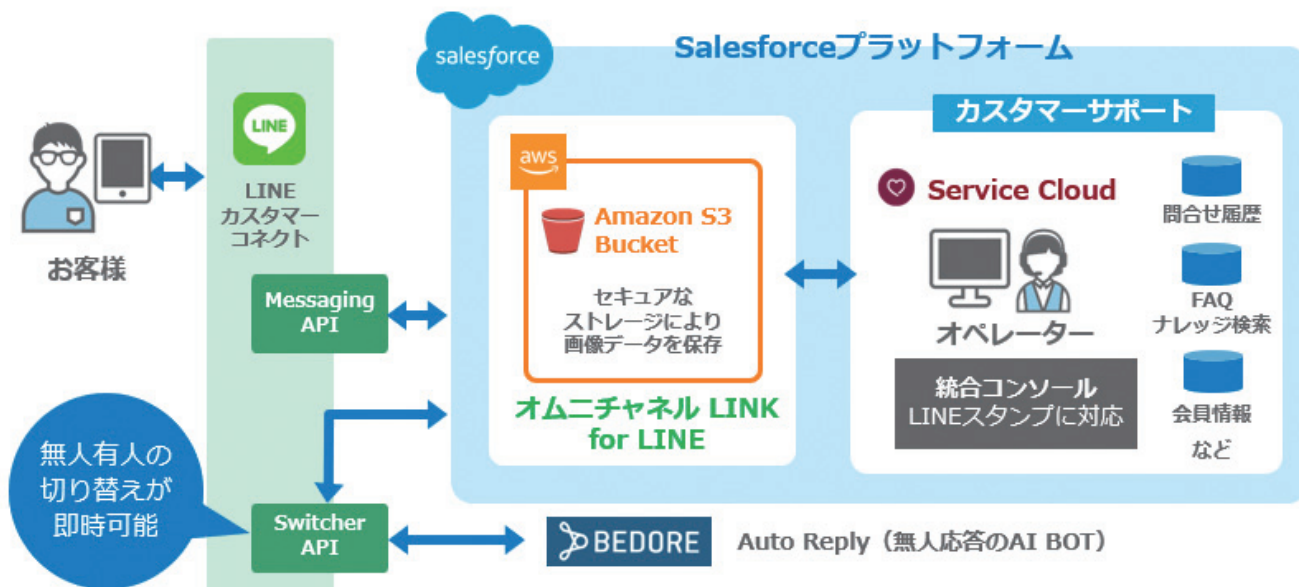 salesforce
Salesforceプラットフォーム
お客様
LINE
LINE
カスタマー
コネクト
Messaging
API
無人有人の
切り替えが
即時可能
Switcher
API
aws
Amazon S3
Bucket
セキュアな
ストレージにより
画像データを保存
オムニチャネル LINK
for LINE
カスタマーサポート
Service Cloud
オペレーター
統合コンソール
LINEスタンプに対応
問合せ履歴
FAQ
ナレッジ検索
会員情報
など
BEDORE
Auto Reply（無人応答のAI BOT）